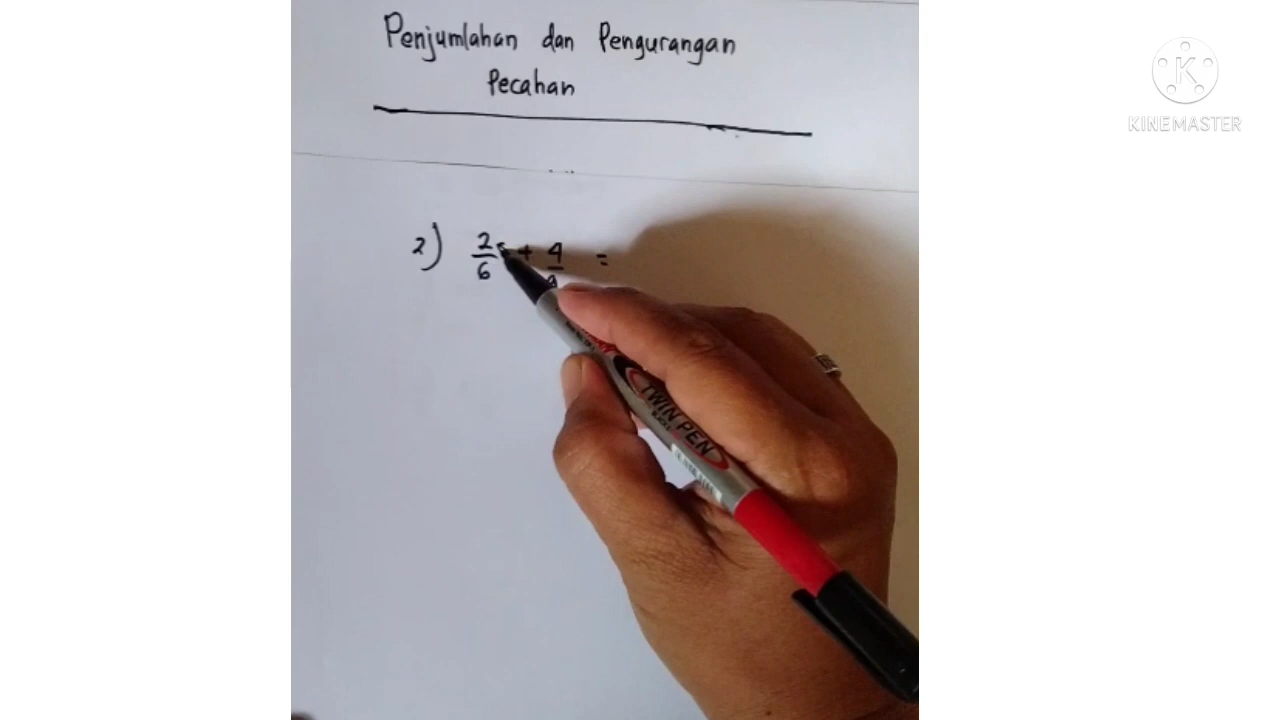 Penjumlahan dan Pengurangan
Pecahan
K
KINEMASTER
2) 2/6 + 4/ =
TWIN PEN